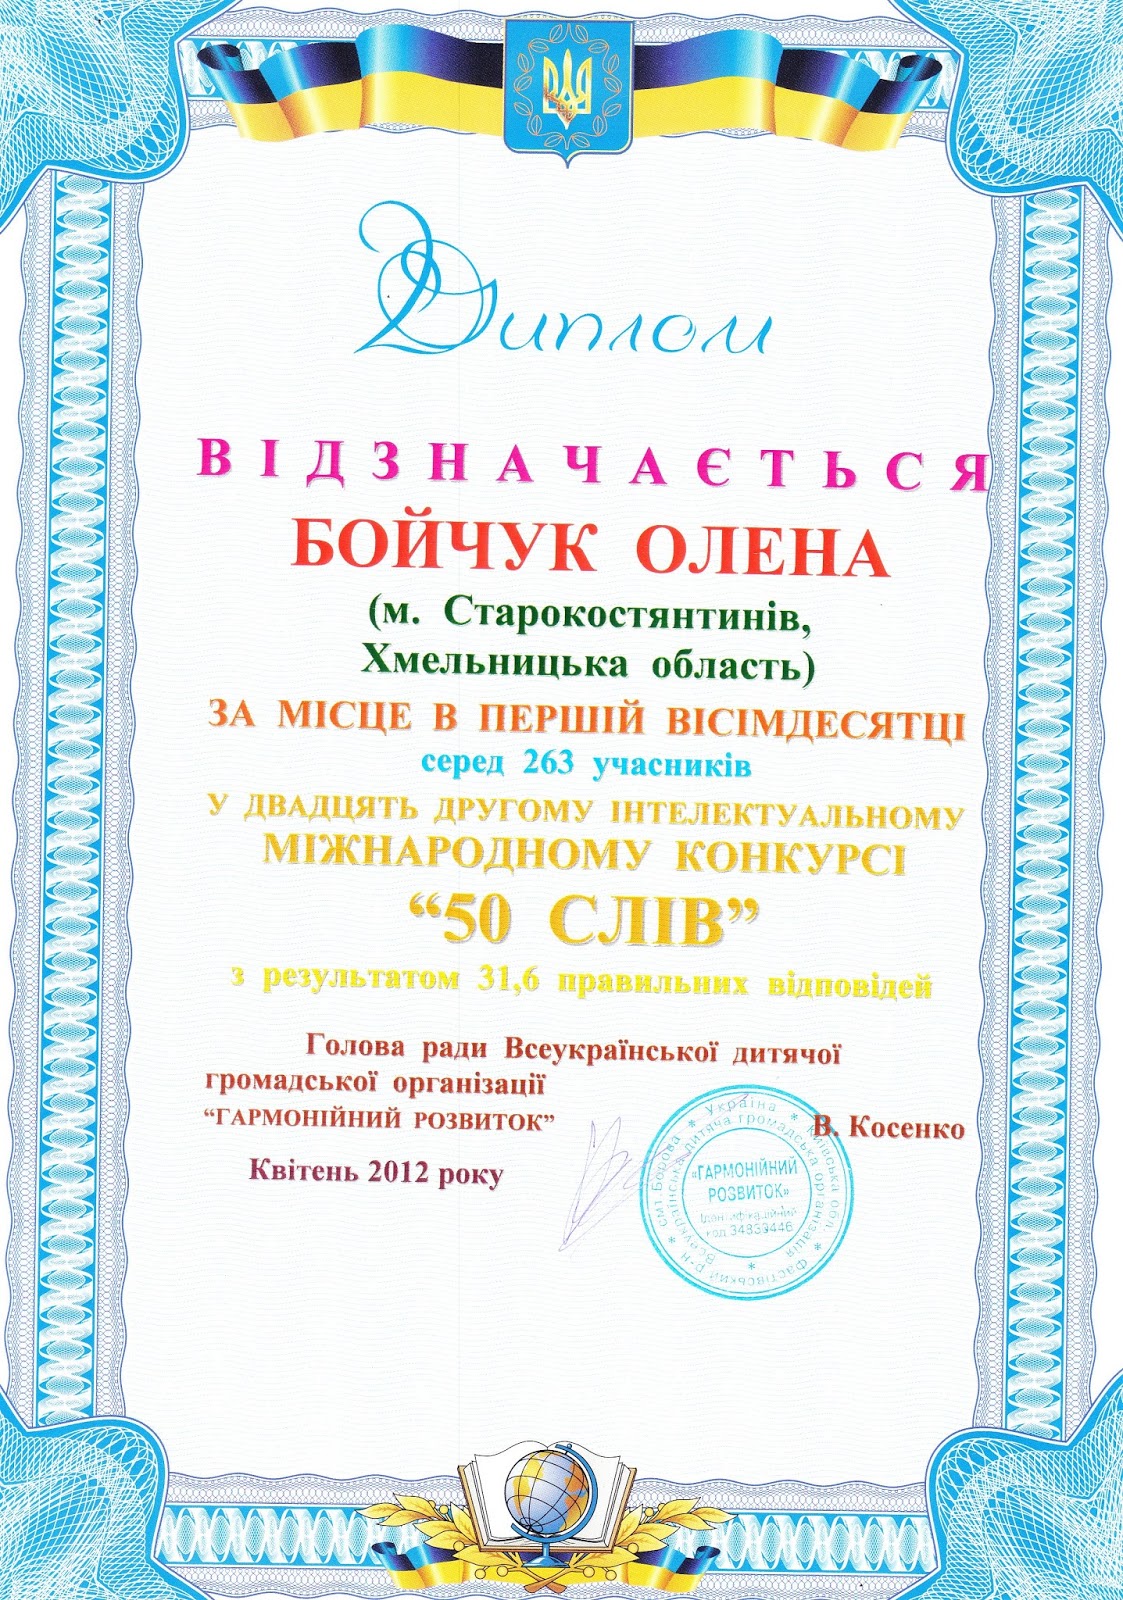 Диплом
ВІДЗНАЧАЄТЬСЯ
БОЙЧУК ОЛЕНА
(м. Старокостянтинів,
Хмельницька область)
ЗА МІСЦЕ В ПЕРШІЙ ВІСІМДЕСЯТЦІ
серед 263 учасників
У ДВАДЦЯТЬ ДРУГОМУ ІНТЕЛЕКТУАЛЬНОМУ
МІЖНАРОДНОМУ КОНКУРСІ
“50 СЛІВ”
з результатом 31,6 правильних відповідей
Голова ради Всеукраїнської дитячої
громадської організації
“ГАРМОНІЙНИЙ РОЗВИТОК”
В. Косенко
Квітень 2012 року
* Україна * Київська обл. * Фастівський р-н * смт.Борова
Всеукраїнська дитяча громадська організація *
«ГАРМОНІЙНИЙ
РОЗВИТОК»
Ідентифікаційний
код 34839446